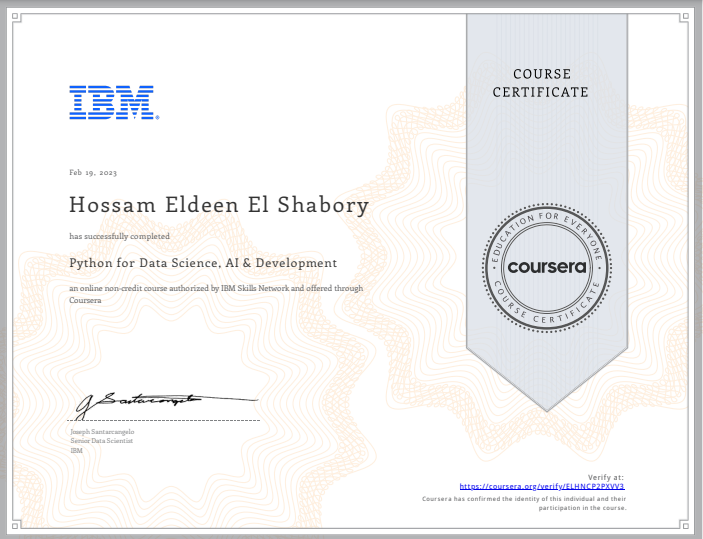 COURSE
CERTIFICATE
IBM®
Feb 19, 2023
Hossam Eldeen El Shabory
has successfully completed
Python for Data Science, AI & Development
an online non-credit course authorized by IBM Skills Network and offered through
Coursera
EDUCATION FOR EVERYONE
coursera
COURSE CERTIFICATE
J Santarcangelo
Joseph Santarcangelo
Senior Data Scientist
IBM
Verify at:
https://coursera.org/verify/ELHNCP2PXVV3
Coursera has confirmed the identity of this individual and their
participation in the course.